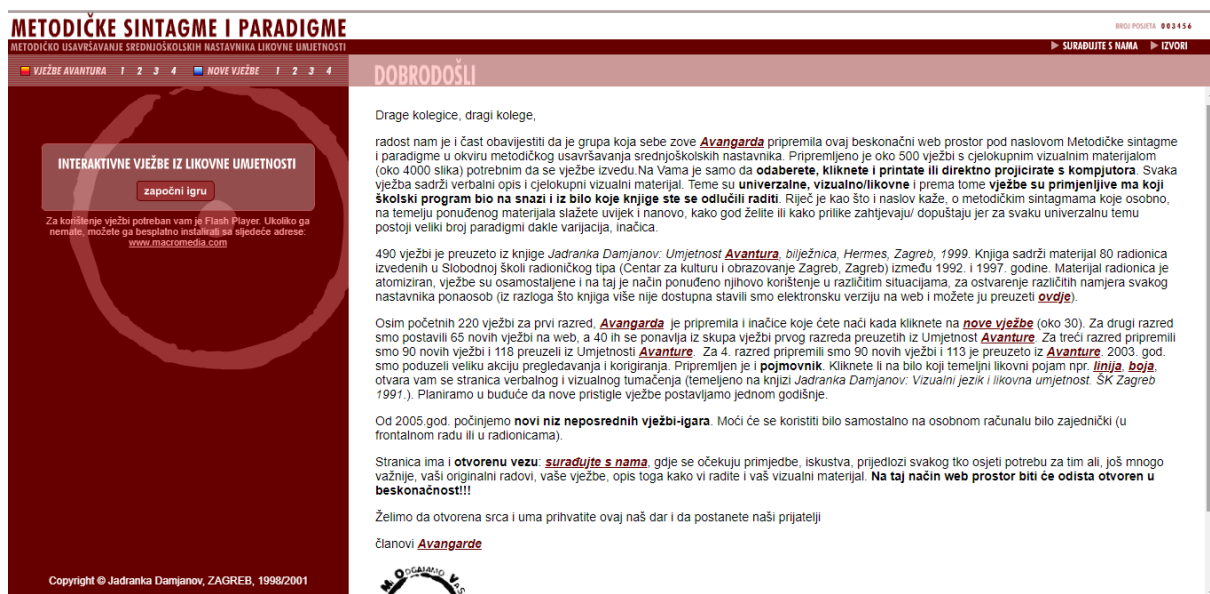 METODIČKE SINTAGME I PARADIGME
BROJ POSJETA 003456
METODIČKO USAVRŠAVANJE SREDNJOŠKOLSKIH NASTAVNIKA LIKOVNE UMJETNOSTI
SURAĐUJTE S NAMA IZVORI
VJEŽBE AVANTURA 1 2 3 4 NOVE VJEŽBE 1 2 3 4
INTERAKTIVNE VJEŽBE IZ LIKOVNE UMJETNOSTI
započni igru
Za korištenje vježbi potreban vam je Flash Player. Ukoliko ga
nemate, možete ga besplatno instalirati sa sljedeće adrese:
www.macromedia.com
Copyright © Jadranka Damjanov, ZAGREB, 1998/2001
DOBRODOŠLI
Drage kolegice, dragi kolege,
radost nam je i čast obavijestiti da je grupa koja sebe zove Avangarda pripremila ovaj beskonačni web prostor pod naslovom Metodičke sintagme
i paradigme u okviru metodičkog usavršavanja srednjoškolskih nastavnika. Pripremljeno je oko 500 vježbi s cjelokupnim vizualnim materijalom
(oko 4000 slika) potrebnim da se vježbe izvedu.Na Vama je samo da odaberete, kliknete i printate ili direktno projicirate s kompjutora. Svaka
vježba sadrži verbalni opis i cjelokupni vizualni materijal. Teme su univerzalne, vizualno/likovne i prema tome vježbe su primjenljive ma koji
školski program bio na snazi i iz bilo koje knjige ste se odlučili raditi. Riječ je kao što i naslov kaže, o metodičkim sintagmama koje osobno,
na temelju ponuđenog materijala slažete uvijek i nanovo, kako god želite ili kako prilike zahtjevaju/ dopuštaju jer za svaku univerzalnu temu
postoji veliki broj paradigmi dakle varijacija, inačica.
490 vježbi je preuzeto iz knjige Jadranka Damjanov: Umjetnost Avantura, bilježnica, Hermes, Zagreb, 1999. Knjiga sadrži materijal 80 radionica
izvedenih u Slobodnoj školi radioničkog tipa (Centar za kulturu i obrazovanje Zagreb, Zagreb) između 1992. i 1997. godine. Materijal radionica je
atomiziran, vježbe su osamostaljene i na taj je način ponuđeno njihovo korištenje u različitim situacijama, za ostvarenje različitih namjera svakog
nastavnika ponaosob (iz razloga što knjiga više nije dostupna stavili smo elektronsku verziju na web i možete ju preuzeti ovdje).
Osim početnih 220 vježbi za prvi razred, Avangarda je pripremila i inačice koje ćete naći kada kliknete na nove vježbe (oko 30). Za drugi razred
smo postavili 65 novih vježbi na web, a 40 ih se ponavlja iz skupa vježbi prvog razreda preuzetih iz Umjetnost Avanture. Za treći razred pripremili
smo 90 novih vježbi i 118 preuzeli iz Umjetnosti Avanture. Za 4. razred pripremili smo 90 novih vježbi i 113 je preuzeto iz Avanture. 2003. god.
smo poduzeli veliku akciju pregledavanja i korigiranja. Pripremljen je i pojmovnik. Kliknete li na bilo koji temeljni likovni pojam npr. linija, boja,
otvara vam se stranica verbalnog i vizualnog tumačenja (temeljeno na knjizi Jadranka Damjanov: Vizualni jezik i likovna umjetnost. ŠK Zagreb
1991.). Planiramo u buduće da nove pristigle vježbe postavljamo jednom godišnje.
Od 2005.god. počinjemo novi niz neposrednih vježbi-igara. Moći će se koristiti bilo samostalno na osobnom računalu bilo zajednički (u
frontalnom radu ili u radionicama).
Stranica ima i otvorenu vezu: surađujte s nama, gdje se očekuju primjedbe, iskustva, prijedlozi svakog tko osjeti potrebu za tim ali, još mnogo
važnije, vaši originalni radovi, vaše vježbe, opis toga kako vi radite i vaš vizualni materijal. Na taj način web prostor biti će odista otvoren u
beskonačnost!!!
Želimo da otvorena srca i uma prihvatite ovaj naš dar i da postanete naši prijatelji
članovi Avangarde
M. ODGAJAMO VAS